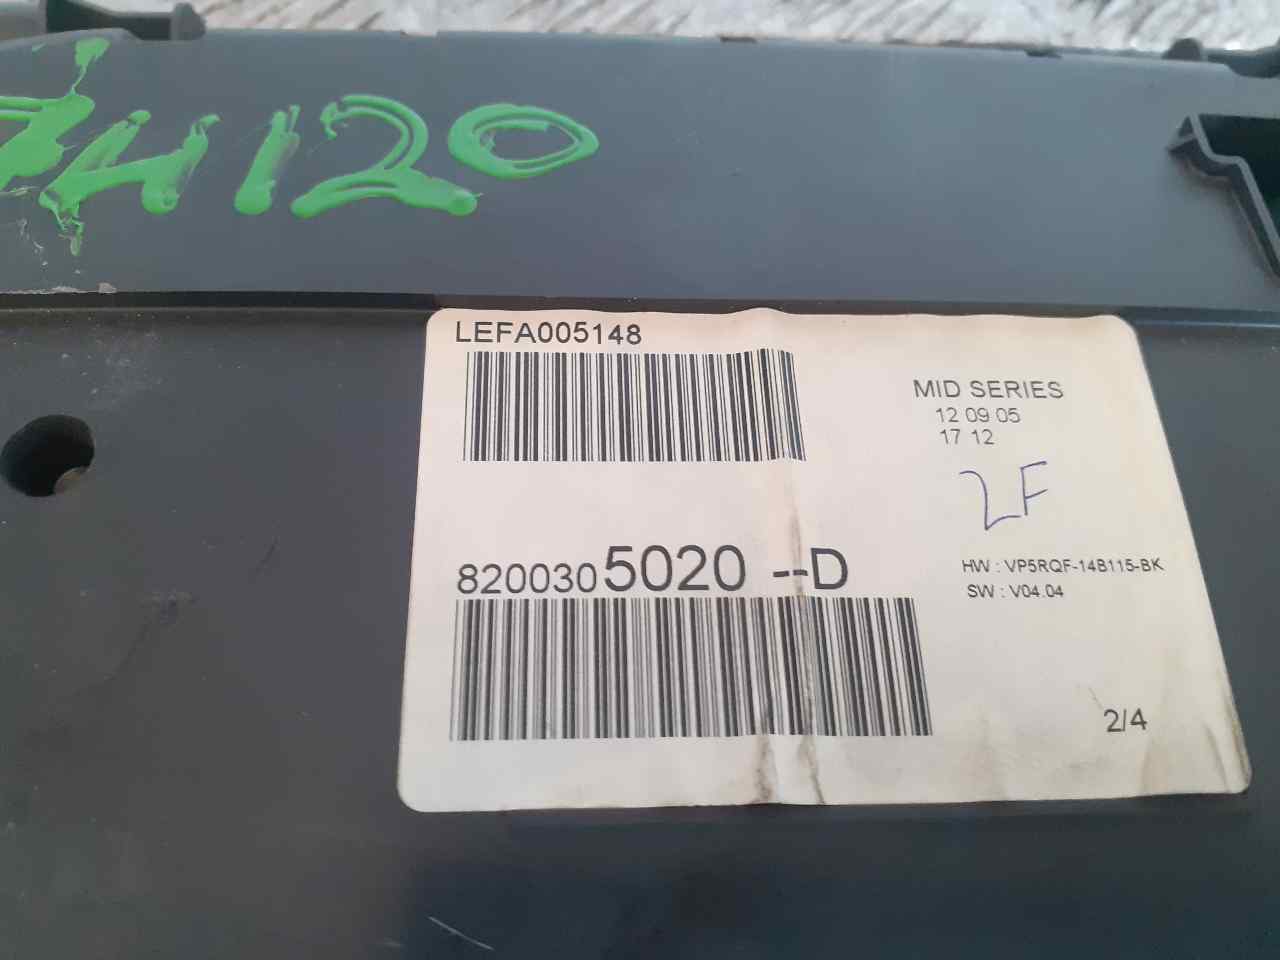 74120
LEFA005148
MID SERIES
12 09 05
17 12
LF
8200305020 --D
HW : VP5RQF-14B115-BK
SW : V04.04
2/4